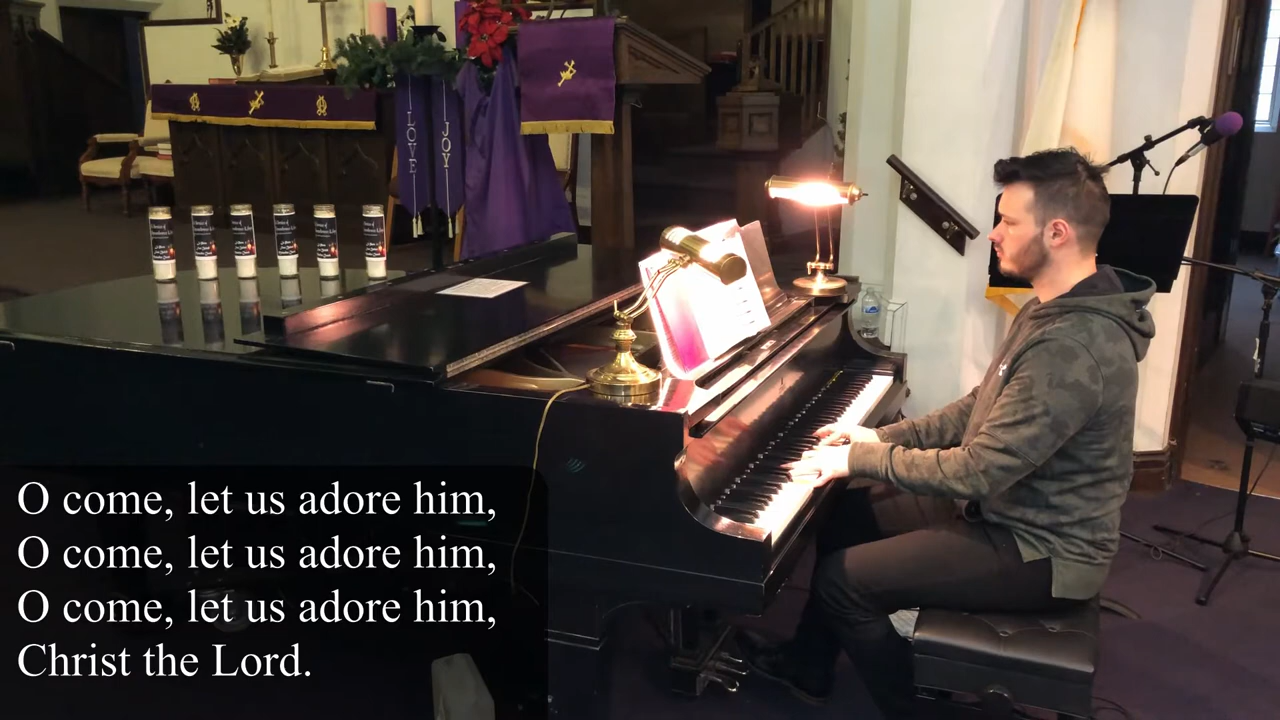 LOVE
JOY
O come, let us adore him,
O come, let us adore him,
O come, let us adore him,
Christ the Lord.